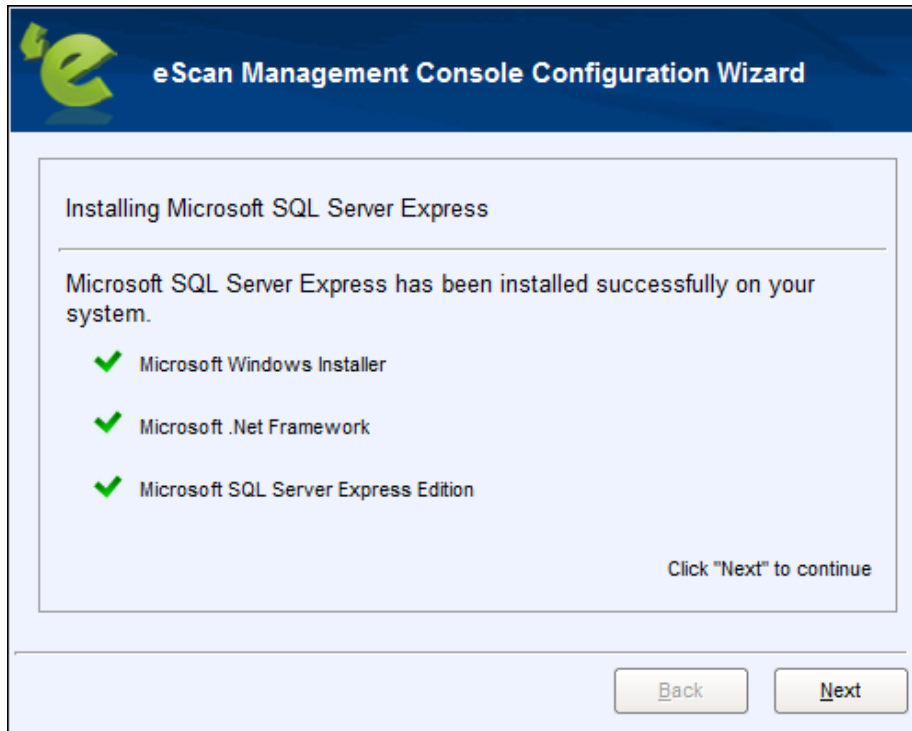 eScan Management Console Configuration Wizard
Installing Microsoft SQL Server Express
Microsoft SQL Server Express has been installed successfully on your
system.
Microsoft Windows Installer
Microsoft .Net Framework
Microsoft SQL Server Express Edition
Click "Next" to continue
Back
Next